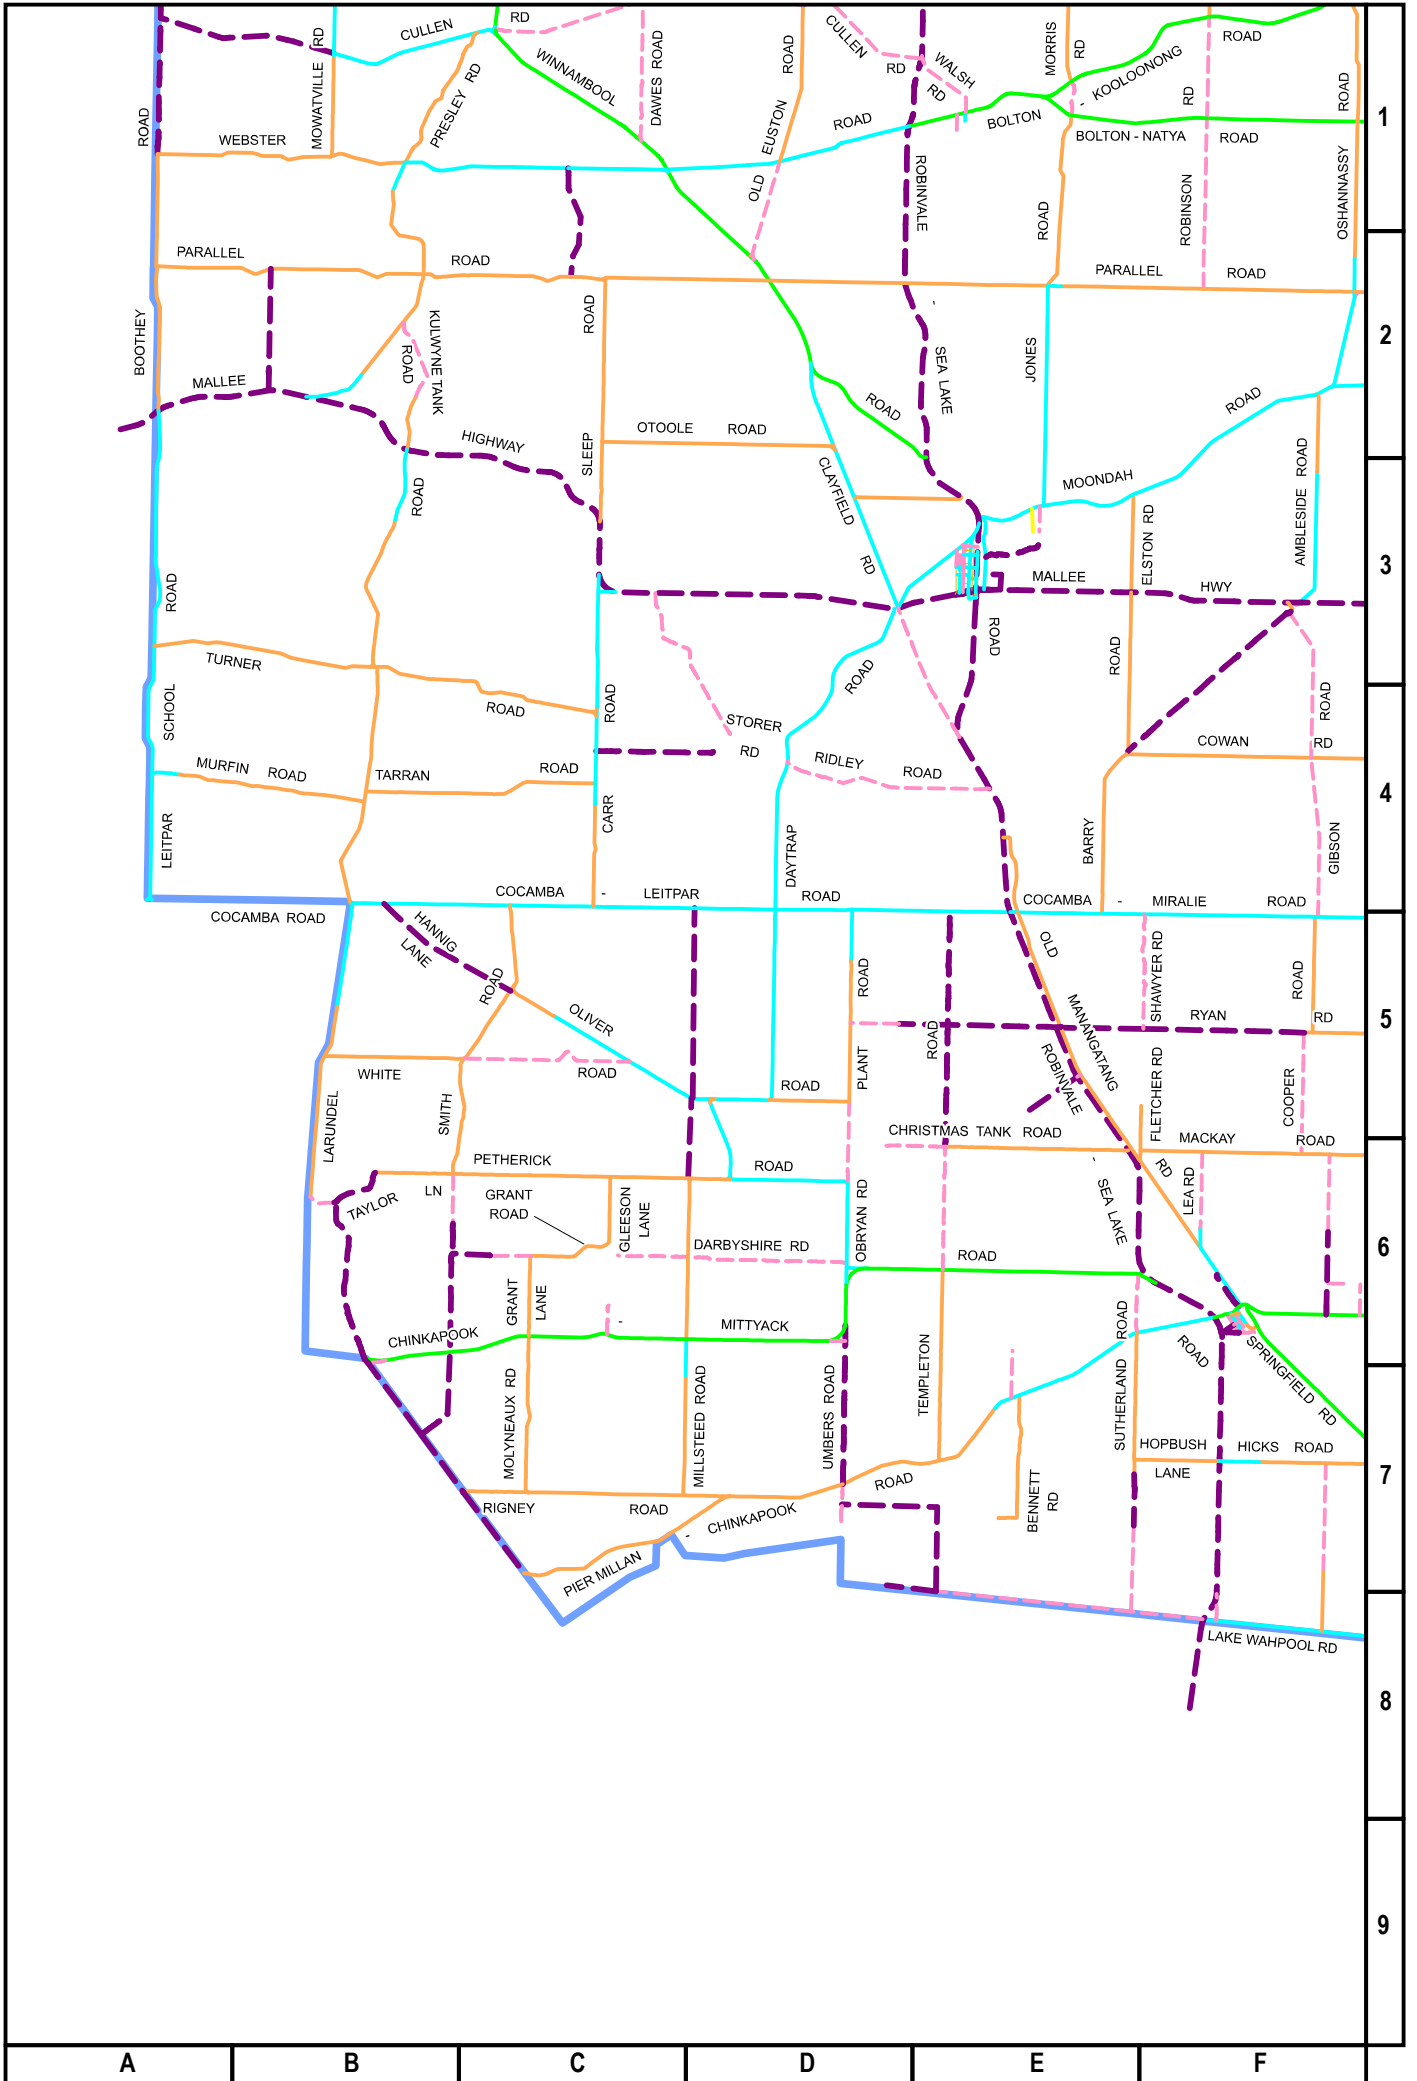 RD
CULLEN
MOWATVILLE RD
PRESLEY RD
WINNAMBOOL
DAWES ROAD
ROAD
CULLEN
RD
WALSH
RD
MORRIS
RD
KOOLOONONG
-
ROAD
ROAD
1
ROAD
WEBSTER
OLD EUSTON
ROAD
BOLTON
BOLTON - NATYA
RD
ROAD
ROBINVALE
ROAD
ROBINSON
OSHANNASSY
PARALLEL
ROAD
PARALLEL
ROAD
BOOTHEY
KULWYNE TANK
ROAD
ROAD
-
SEA LAKE
JONES
2
MALLEE
HIGHWAY
SLEEP
OTOOLE ROAD
ROAD
ROAD
ROAD
CLAYFIELD
RD
MOONDAH
AMBLESIDE ROAD
ELSTON RD
ROAD
MALLEE
HWY
3
TURNER
ROAD
ROAD
ROAD
ROAD
ROAD
SCHOOL
STORER
RD
RIDLEY
ROAD
COWAN
RD
ROAD
MURFIN ROAD
TARRAN
ROAD
4
LEITPAR
CARR
DAYTRAP
BARRY
GIBSON
COCAMBA - LEITPAR
ROAD
COCAMBA - MIRALIE
ROAD
COCAMBA ROAD
HANNIG
LANE
OLD
SHAWYER RD
ROAD
ROAD
OLIVER
ROAD
MANANGATANG
ROAD
RYAN
RD
5
WHITE
ROAD
ROAD
PLANT
ROBINVALE
FLETCHER RD
COOPER
LARUNDEL
SMITH
CHRISTMAS TANK ROAD
MACKAY
ROAD
PETHERICK
ROAD
-
RD
LEA RD
TAYLOR
LN
GRANT
ROAD
GLEESON
LANE
OBRYAN RD
SEA LAKE
DARBYSHIRE RD
ROAD
6
GRANT
LANE
-
MITTYACK
ROAD
CHINKAPOOK
ROAD
SPRINGFIELD RD
MOLYNEAUX RD
MILLSTEED ROAD
UMBERS ROAD
TEMPLETON
SUTHERLAND
HOPBUSH
LANE
HICKS ROAD
7
RIGNEY
ROAD
- CHINKAPOOK
ROAD
BENNETT
RD
PIER MILLAN
LAKE WAHPOOL RD
8
9
A B C D E F